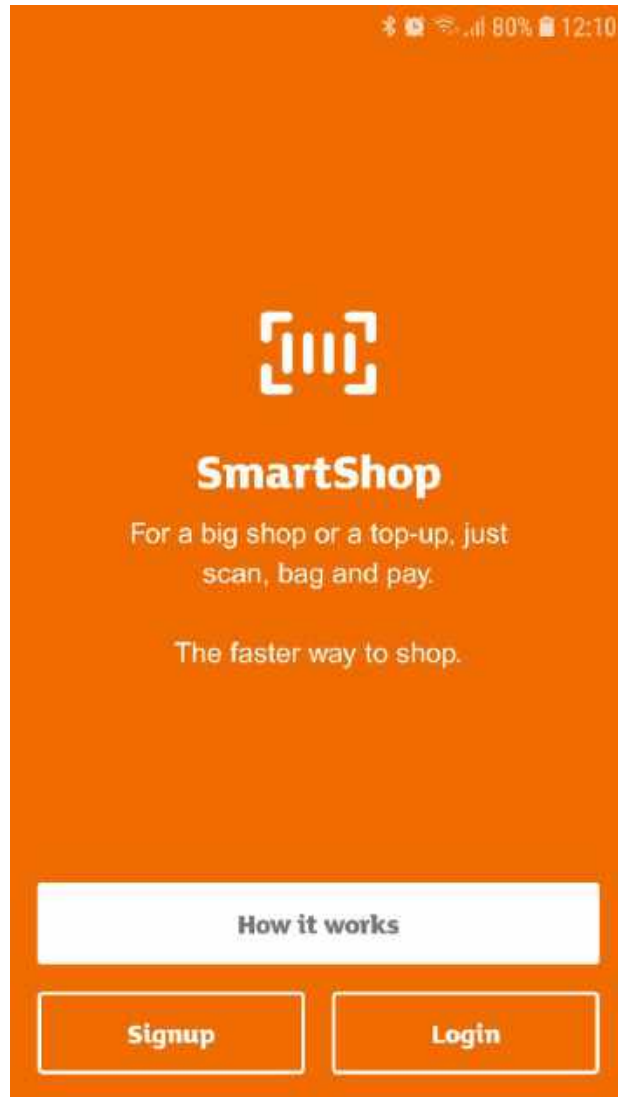 80% 12:10
SmartShop
For a big shop or a top-up, just
scan, bag and pay.
The faster way to shop.
How it works
Signup Login